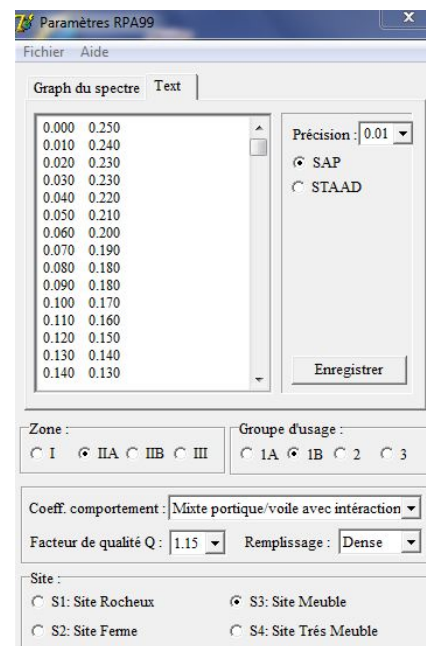 Paramètres RPA99
x
Fichier Aide
Graph du spectre Text
0.000 0.250
0.010 0.240
0.020 0.230
0.030 0.230
0.040 0.220
0.050 0.210
0.060 0.200
0.070 0.190
0.080 0.180
0.090 0.180
0.100 0.170
0.110 0.160
0.120 0.150
0.130 0.140
0.140 0.130
Précision : 0.01
SAP
STAAD
Enregistrer
Zone :
I IIA IIB III
Groupe d'usage :
1A 1B 2 3
Coeff. comportement : Mixte portique/voile avec intéraction
Facteur de qualité Q : 1.15 Remplissage : Dense
Site :
S1: Site Rocheux S3: Site Meuble
S2: Site Ferme S4: Site Trés Meuble